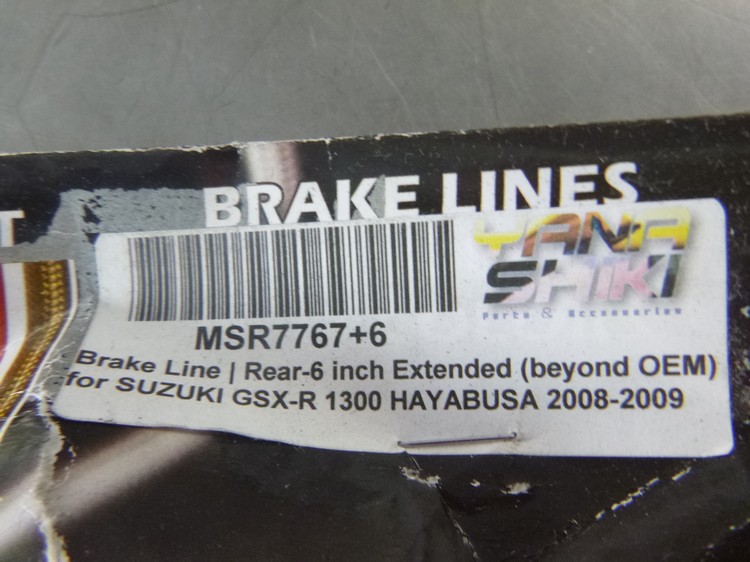 T
BRAKE LINES
YANA
SHIKI
Parts & Accessories
MSR7767+6
Brake Line | Rear-6 inch Extended (beyond OEM)
for SUZUKI GSX-R 1300 HAYABUSA 2008-2009